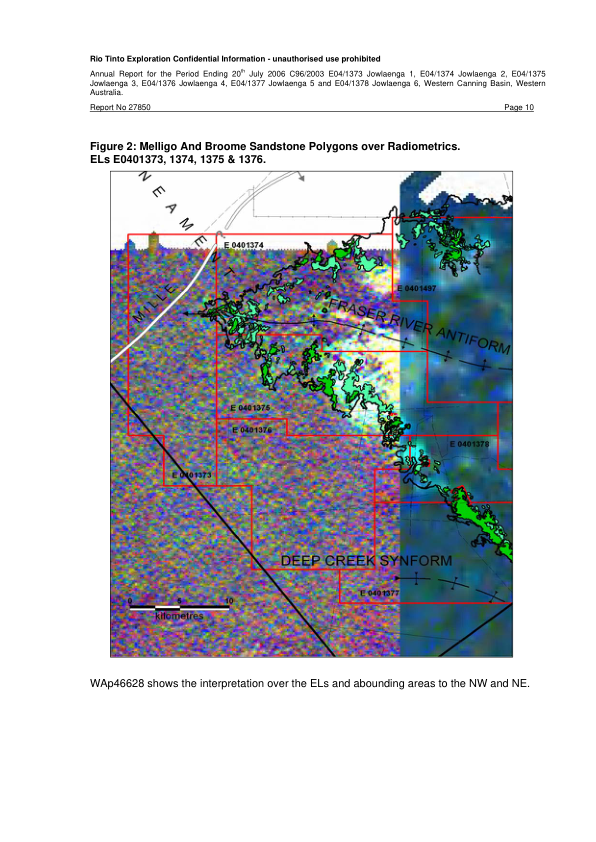 Rio Tinto Exploration Confidential Information - unauthorised use prohibited
Annual Report for the Period Ending 20th July 2006 C96/2003 E04/1373 Jowlaenga 1, E04/1374 Jowlaenga 2, E04/1375
Jowlaenga 3, E04/1376 Jowlaenga 4, E04/1377 Jowlaenga 5 and E04/1378 Jowlaenga 6, Western Canning Basin, Western
Australia.
Report No 27850 Page 10
Figure 2: Melligo And Broome Sandstone Polygons over Radiometrics.
ELs E0401373, 1374, 1375 & 1376.
NEAMENT
E 0401374
MILLE
E 0401497
FRASER RIVER ANTIFORM
E 0401375
E 0401376
E 0401378
E 0401373
DEEP CREEK SYNFORM
E 0401377
0 5 10
kilometres
WAp46628 shows the interpretation over the ELs and abounding areas to the NW and NE.